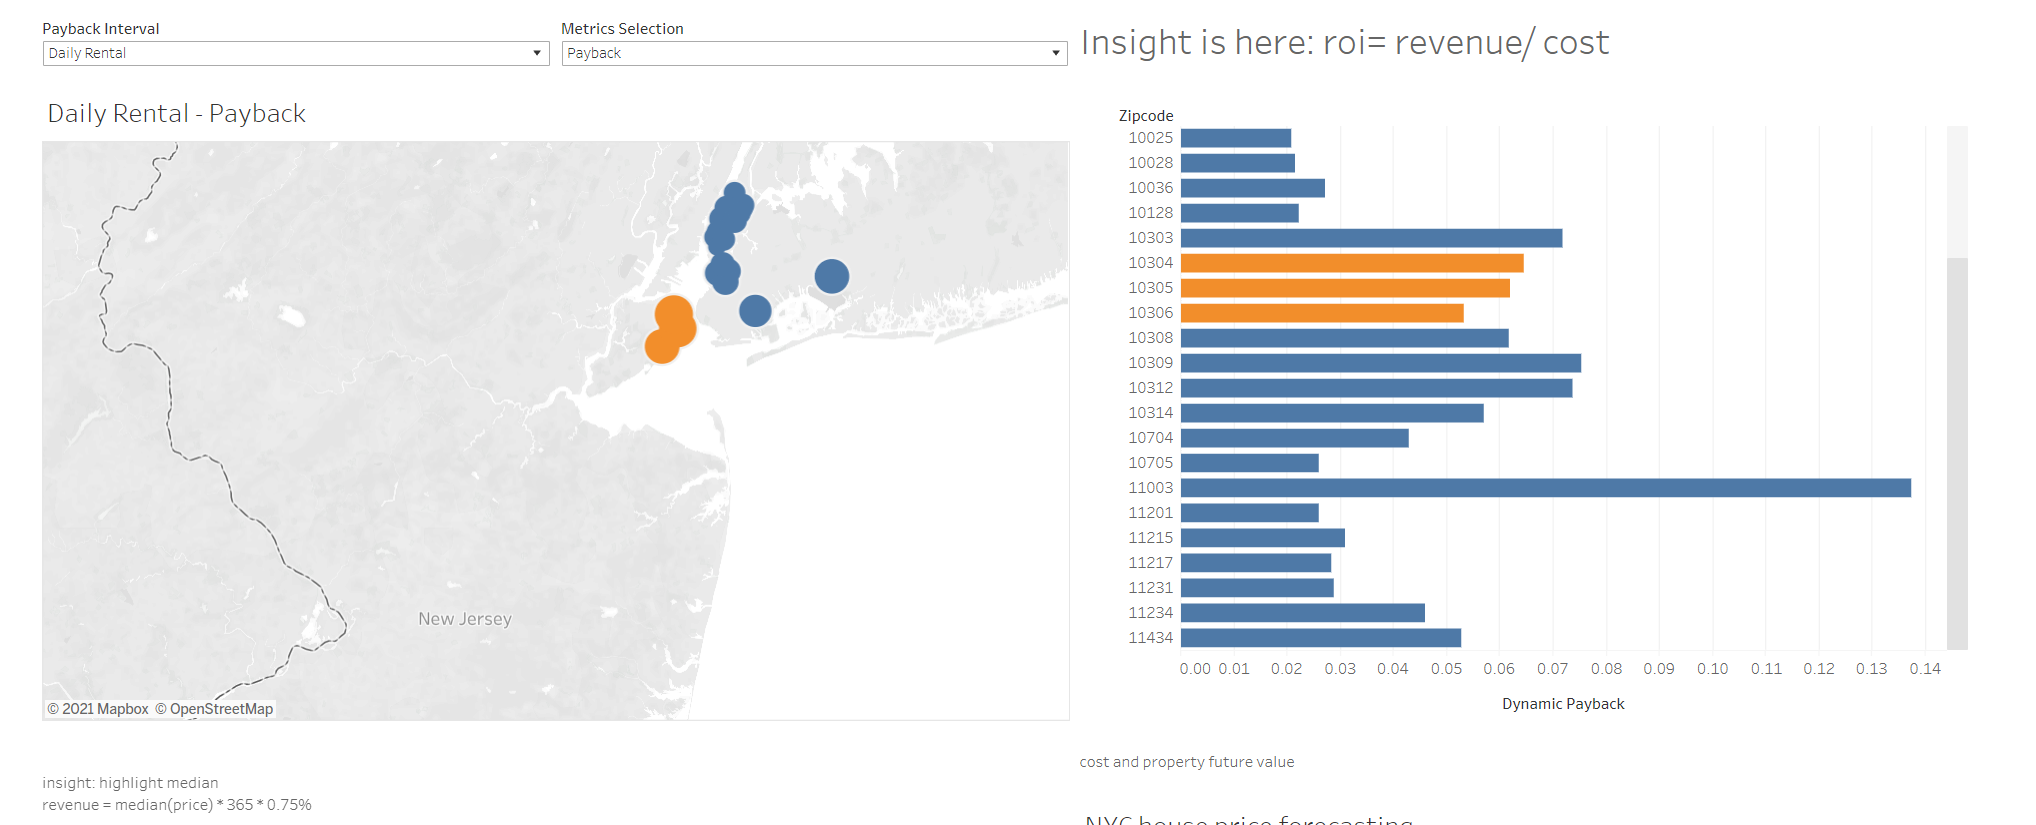 Payback Interval
Daily Rental
Metrics Selection
Payback
Insight is here: roi= revenue/ cost
Daily Rental - Payback
New Jersey
© 2021 Mapbox © OpenStreetMap
Zipcode
10025
10028
10036
10128
10303
10304
10305
10306
10308
10309
10312
10314
10704
10705
11003
11201
11215
11217
11231
11234
11434
0.00 0.01 0.02 0.03 0.04 0.05 0.06 0.07 0.08 0.09 0.10 0.11 0.12 0.13 0.14
Dynamic Payback
insight: highlight median
revenue = median(price) * 365 * 0.75%
cost and property future value
NYC house price forecasting